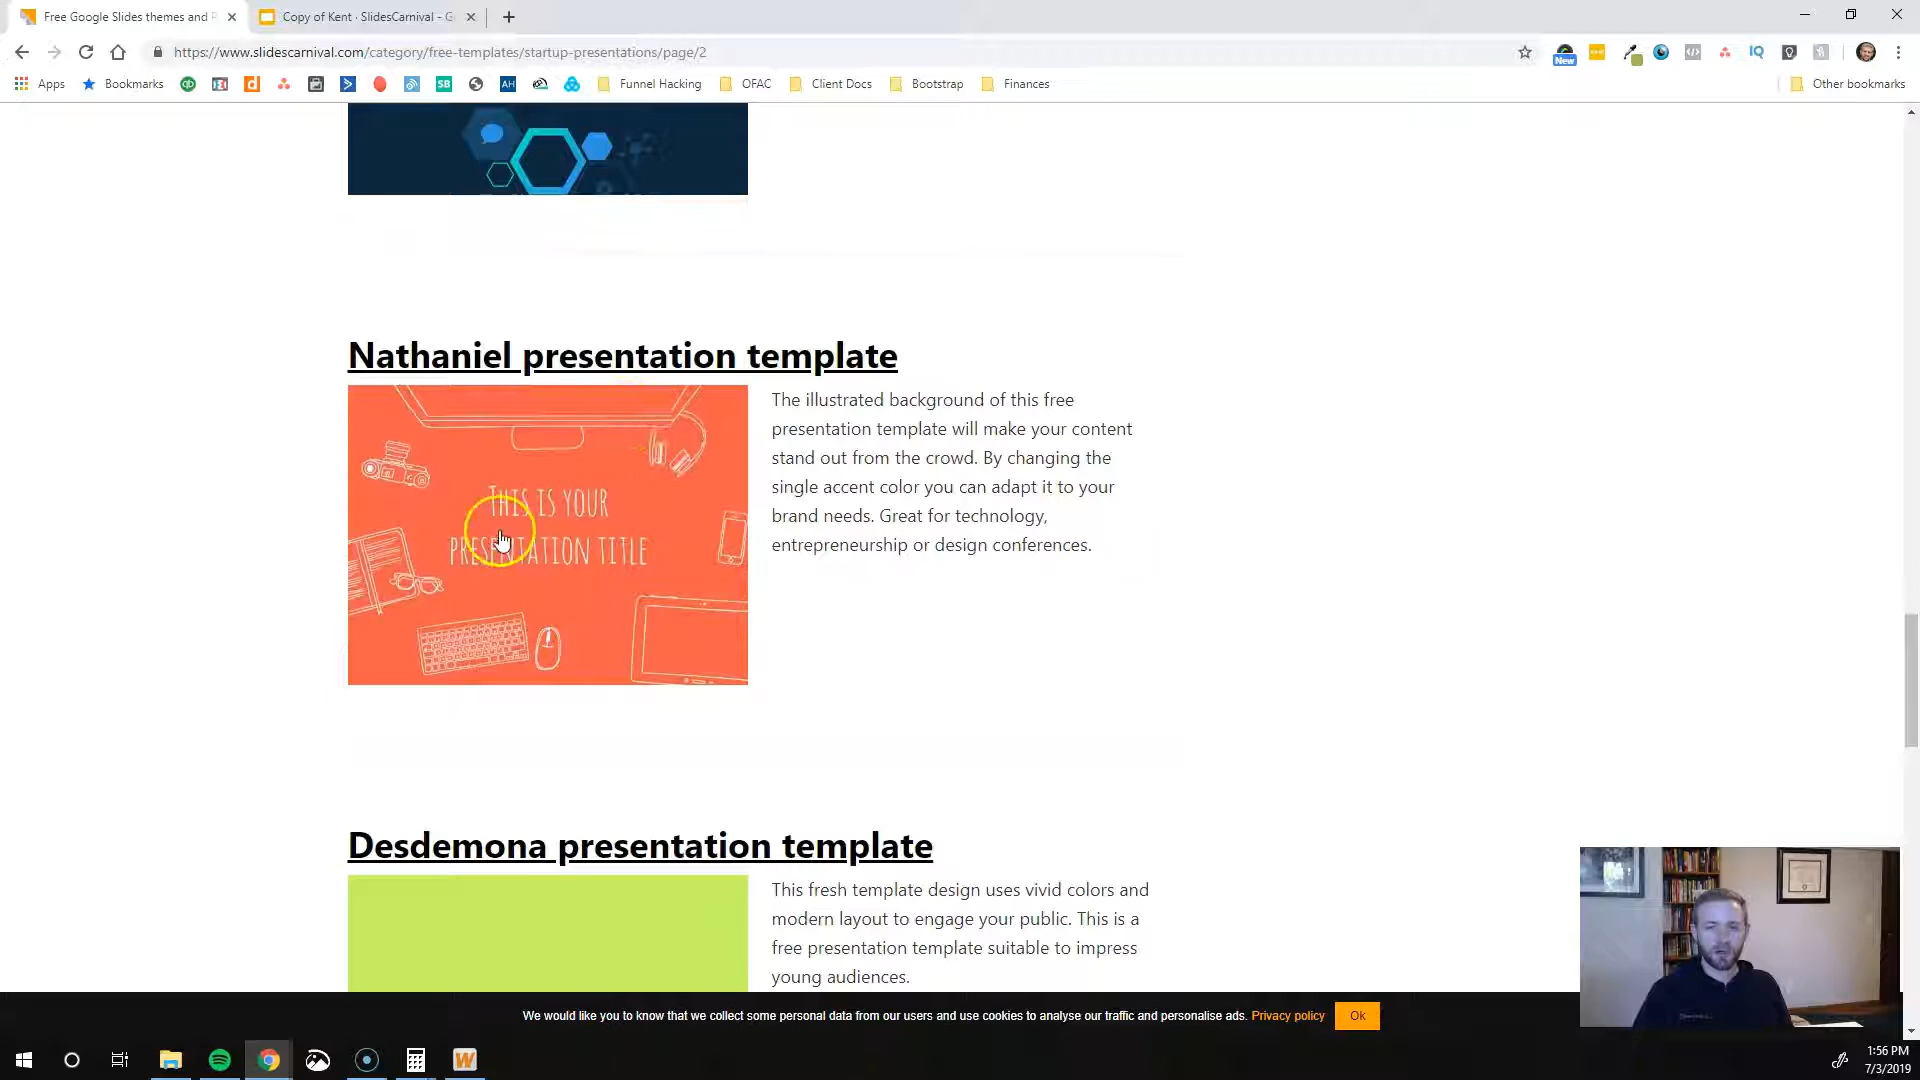 Free Google Slides themes and P
Copy of Kent · SlidesCarnival - G
https://www.slidescarnival.com/category/free-templates/startup-presentations/page/2
New
IQ
Apps
Bookmarks
d
SB
AH
Funnel Hacking
OFAC
Client Docs
Bootstrap
Finances
Other bookmarks
Nathaniel presentation template
THIS IS YOUR
PRESENTATION TITLE
The illustrated background of this free
presentation template will make your content
stand out from the crowd. By changing the
single accent color you can adapt it to your
brand needs. Great for technology,
entrepreneurship or design conferences.
Desdemona presentation template
This fresh template design uses vivid colors and
modern layout to engage your public. This is a
free presentation template suitable to impress
young audiences.
We would like you to know that we collect some personal data from our users and use cookies to analyse our traffic and personalise ads. Privacy policy
Ok
W
1:56 PM
7/3/2019